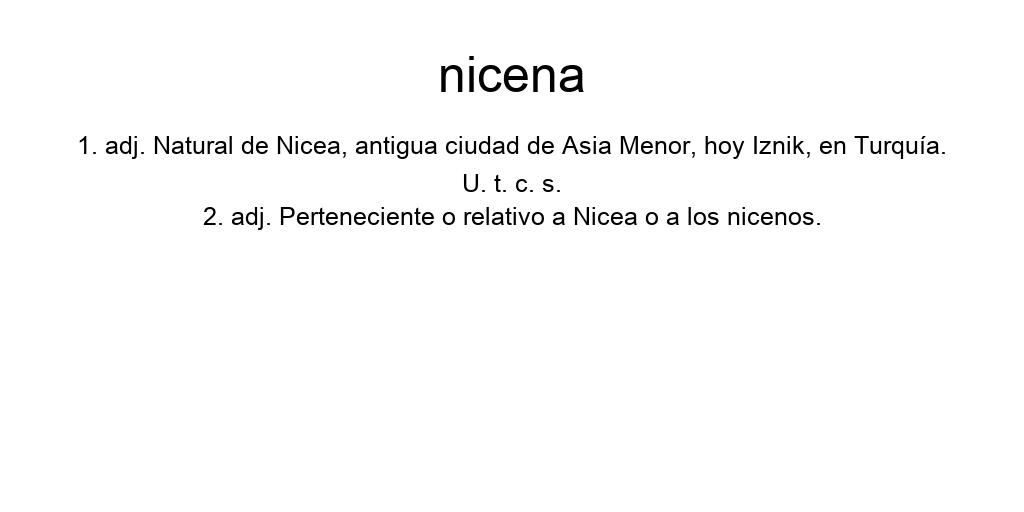 nicena
1. adj. Natural de Nicea, antigua ciudad de Asia Menor, hoy Iznik, en Turquía.
U. t. c. s.
2. adj. Perteneciente o relativo a Nicea o a los nicenos.